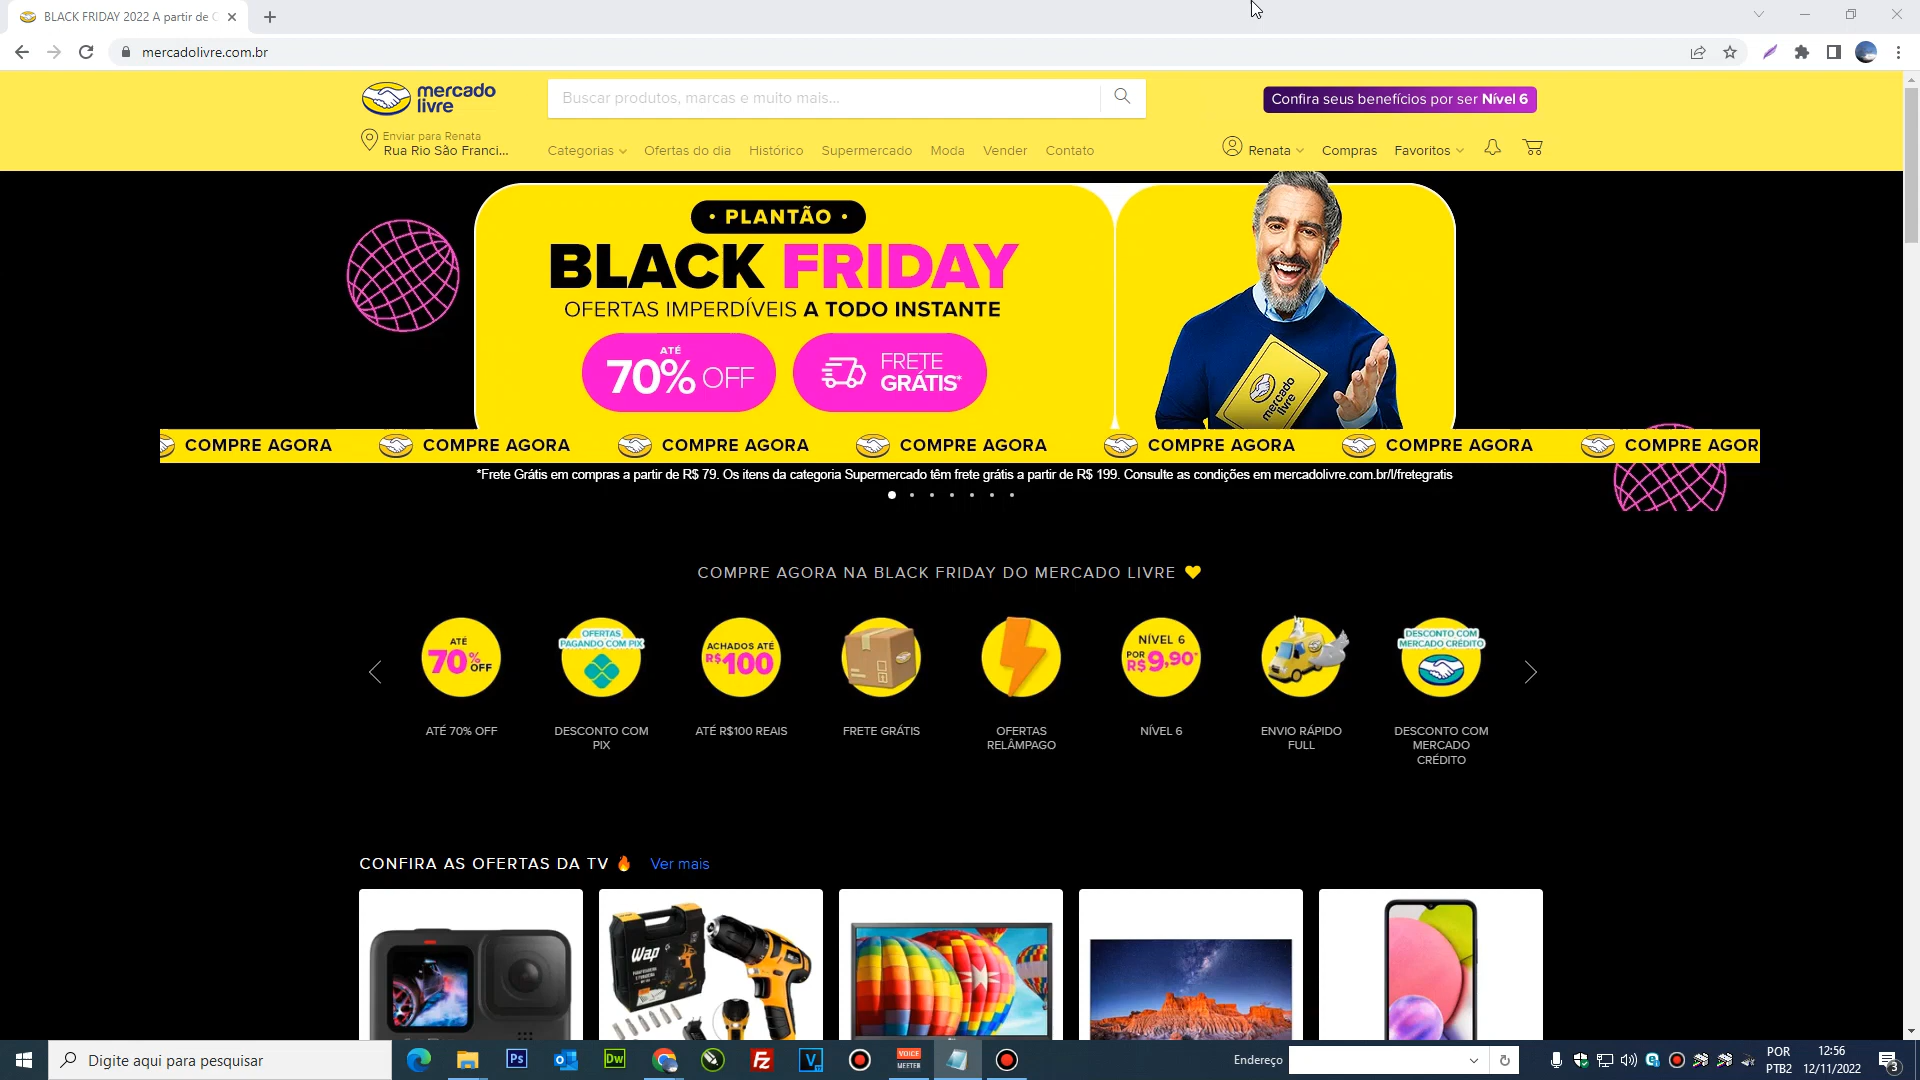 BLACK FRIDAY 2022 A partir de
mercadolivre.com.br
mercado
livre
Buscar produtos, marcas e muito mais...
Confira seus benefícios por ser Nível 6
Enviar para Renata
Rua Rio São Franci...
Categorias
Ofertas do dia
Histórico
Supermercado
Moda
Vender
Contato
Renata
Compras
Favoritos
• PLANTÃO •
BLACK FRIDAY
OFERTAS IMPERDÍVEIS A TODO INSTANTE
ATÉ
70% OFF
FRETE
GRÁTIS*
mercado
livre
COMPRE AGORA
COMPRE AGORA
COMPRE AGORA
COMPRE AGORA
COMPRE AGORA
COMPRE AGORA
COMPRE AGOR
*Frete Grátis em compras a partir de R$ 79. Os itens da categoria Supermercado têm frete grátis a partir de R$ 199. Consulte as condições em mercadolivre.com.br/l/fretegratis
COMPRE AGORA NA BLACK FRIDAY DO MERCADO LIVRE
ATÉ
70% OFF
OFERTAS
PAGANDO COM PIX
ACHADOS ATÉ
R$100
NÍVEL 6
POR
R$9,90*
DESCONTO COM
MERCADO CRÉDITO
ATÉ 70% OFF
DESCONTO COM
PIX
ATÉ R$100 REAIS
FRETE GRÁTIS
OFERTAS
RELÂMPAGO
NÍVEL 6
ENVIO RÁPIDO
FULL
DESCONTO COM
MERCADO
CRÉDITO
CONFIRA AS OFERTAS DA TV
Ver mais
Wap
Digite aqui para pesquisar
Ps
Dw
Fz
V
VOICE
MEETER
Endereço
POR
PTB2
12:56
12/11/2022
3